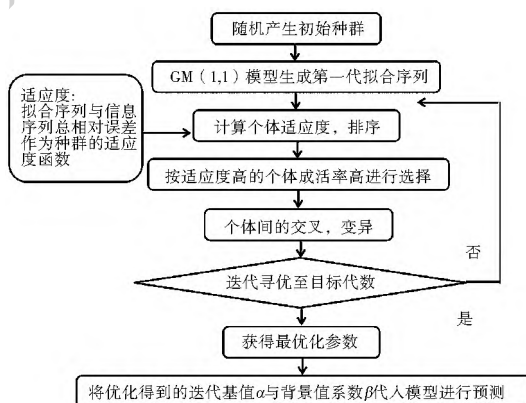 随机产生初始种群
GM（1,1）模型生成第一代拟合序列
适应度:
拟合序列与信息
序列总相对误差
作为种群的适应
度函数
计算个体适应度，排序
按适应度高的个体成活率高进行选择
个体间的交叉，变异
否
迭代寻优至目标代数
是
获得最优化参数
将优化得到的迭代基值α与背景值系数β代入模型进行预测